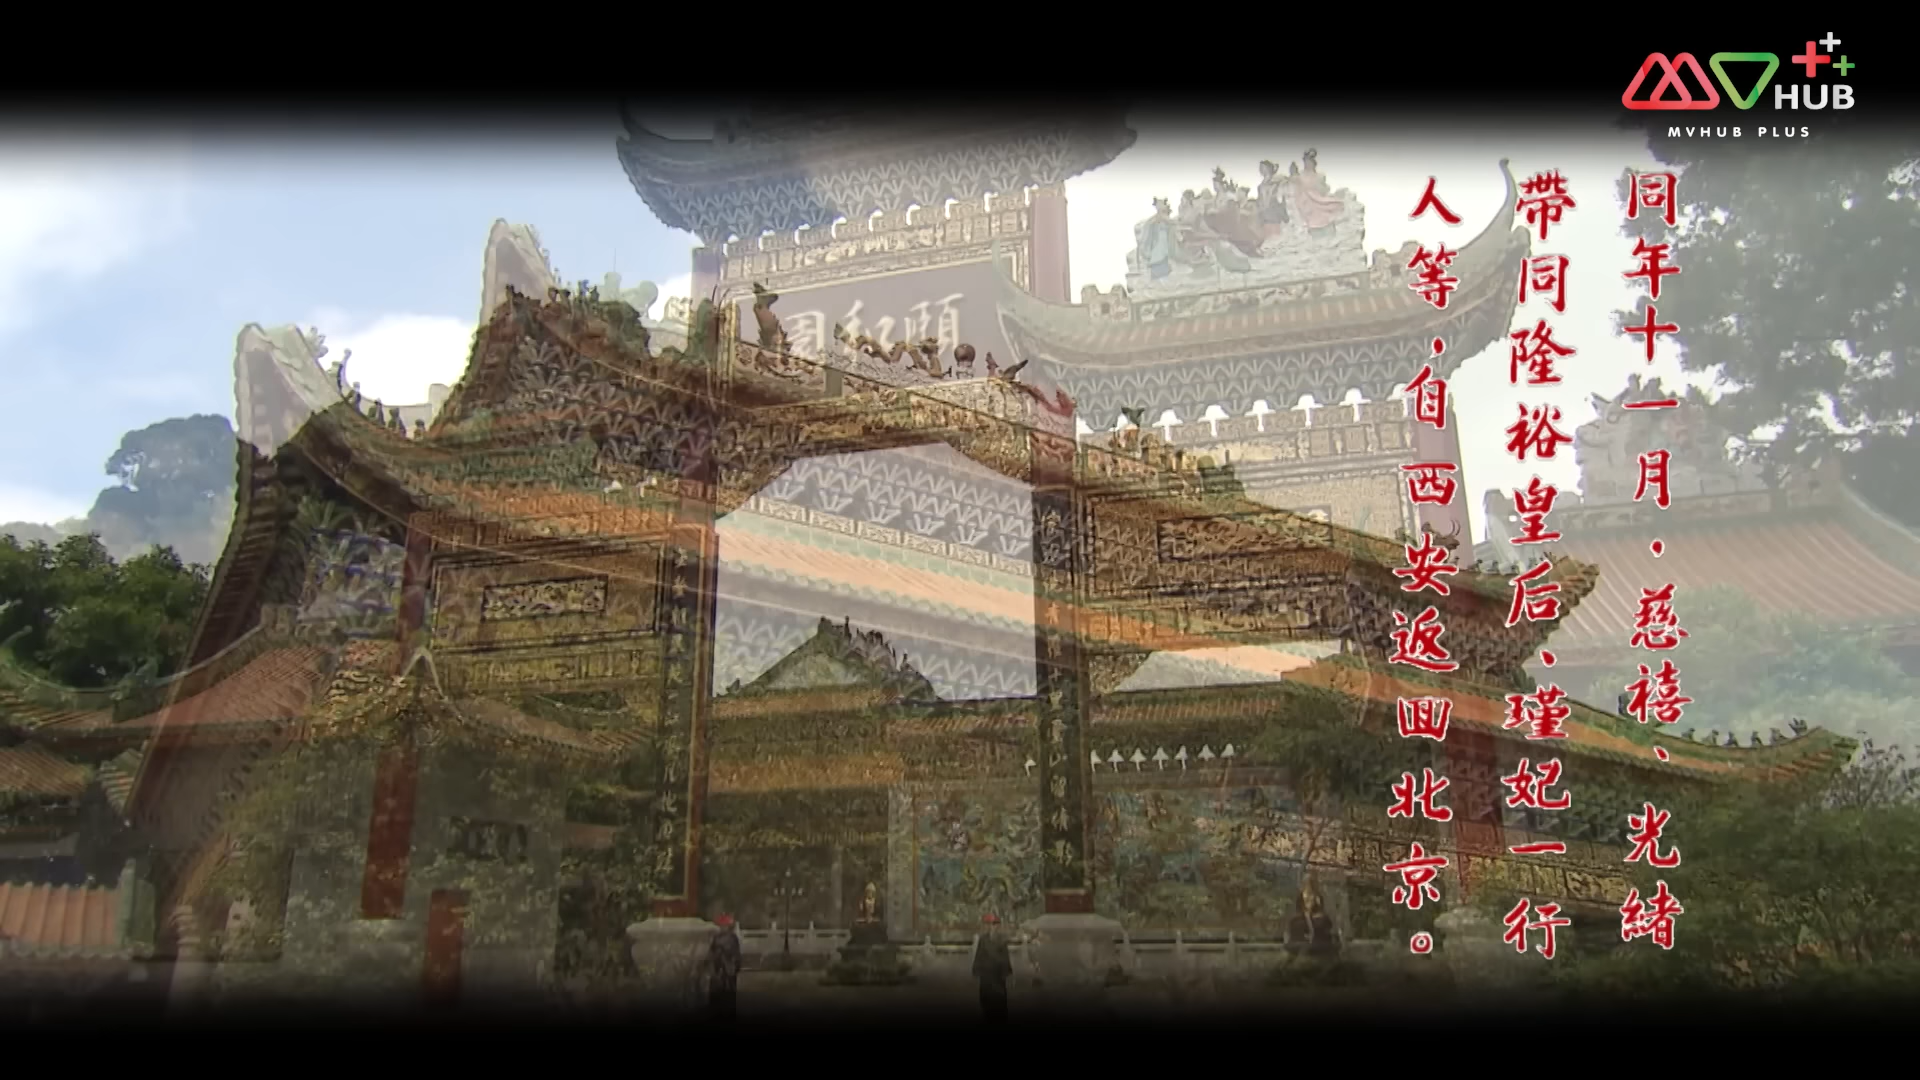 同年十一月．慈禧、光緒
帶同隆裕皇后、瑾妃一行
人等．自西安返回北京。
頤和園
MV HUB
MVHUB PLUS